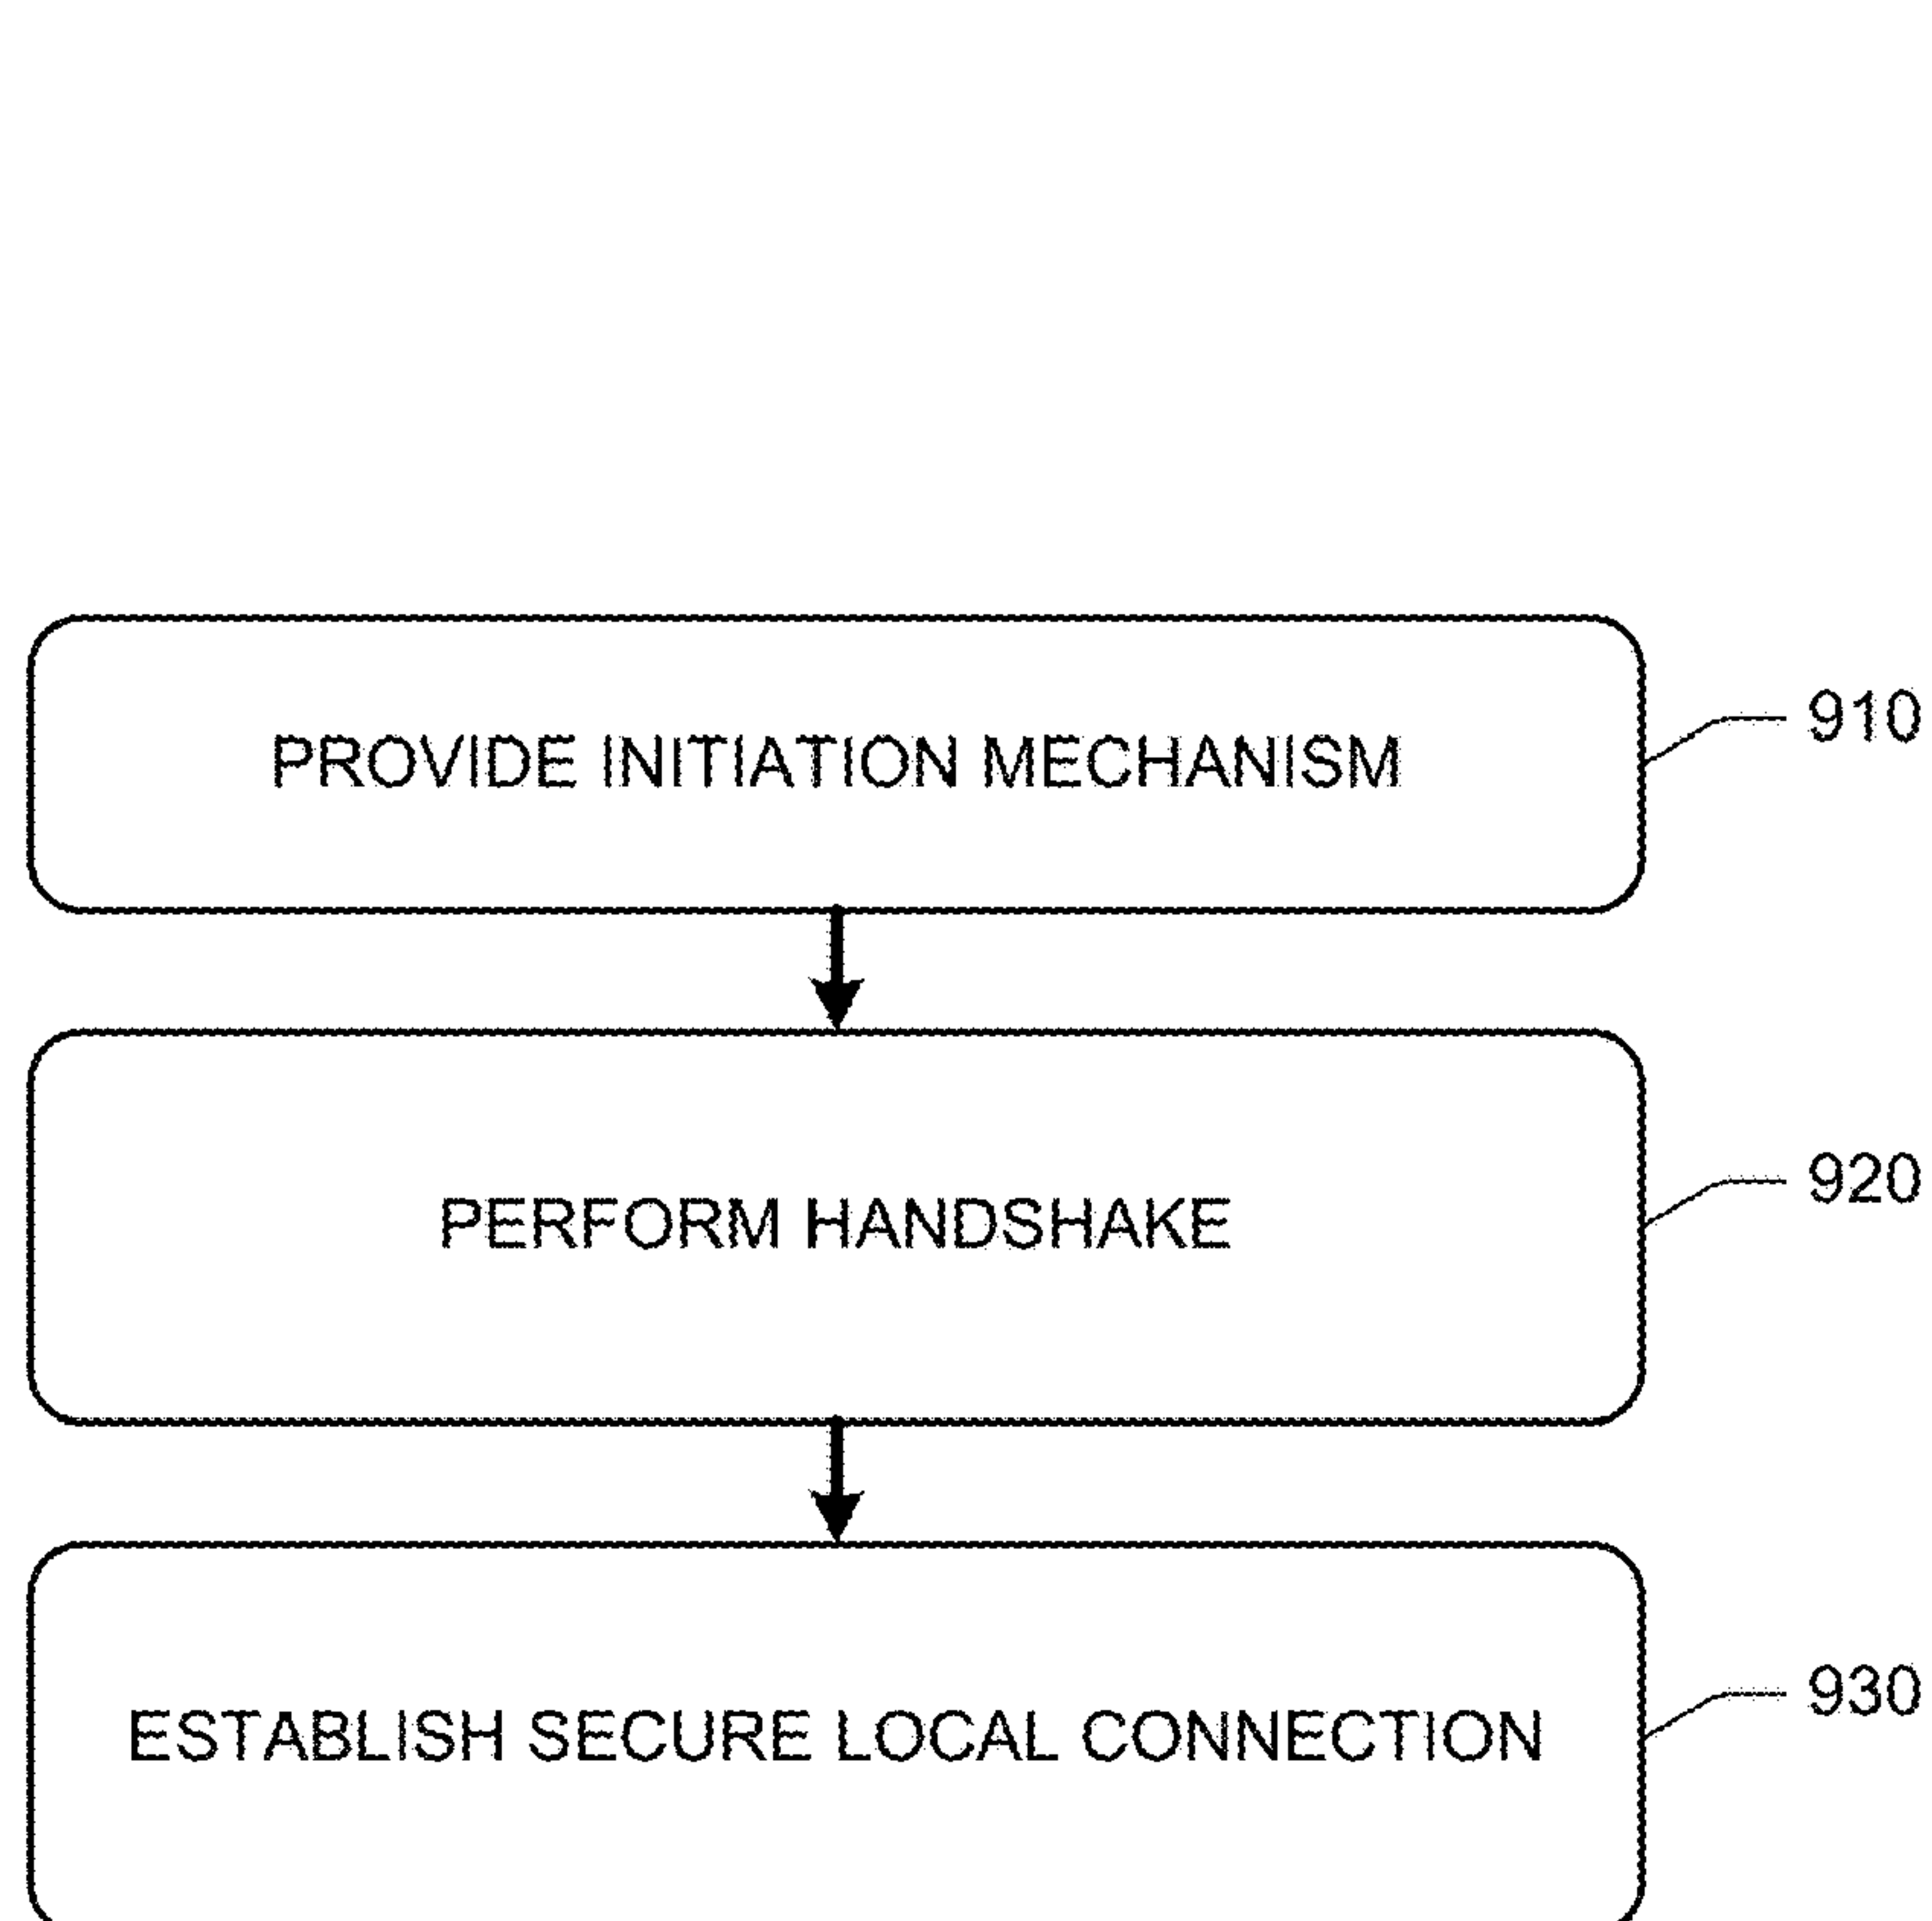 PROVIDE INITIATION MECHANISM
910
PERFORM HANDSHAKE
920
ESTABLISH SECURE LOCAL CONNECTION
930